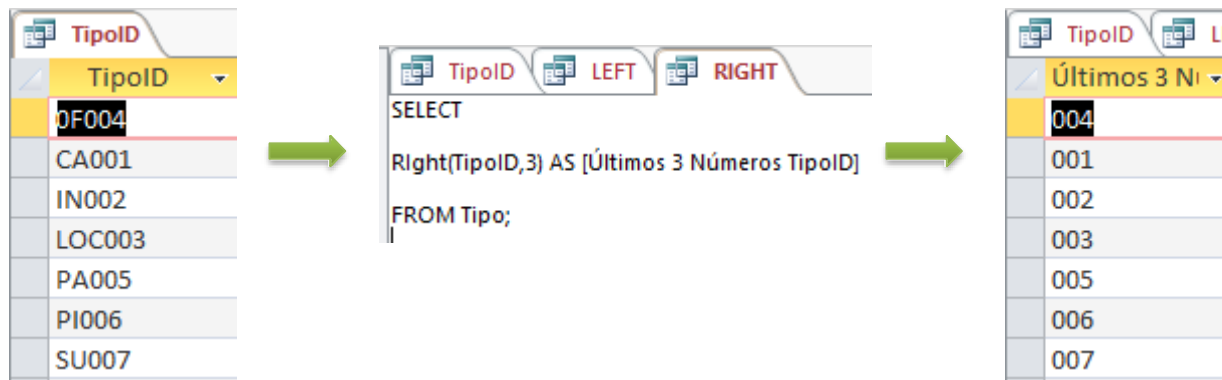 TipoID
TipoID
0F004
CA001
IN002
LOC003
PA005
PI006
SU007
TipoID LEFT RIGHT
SELECT
RIght(TipoID,3) AS [Últimos 3 Números TipoID]
FROM Tipo;
TipoID L
Últimos 3 N
004
001
002
003
005
006
007